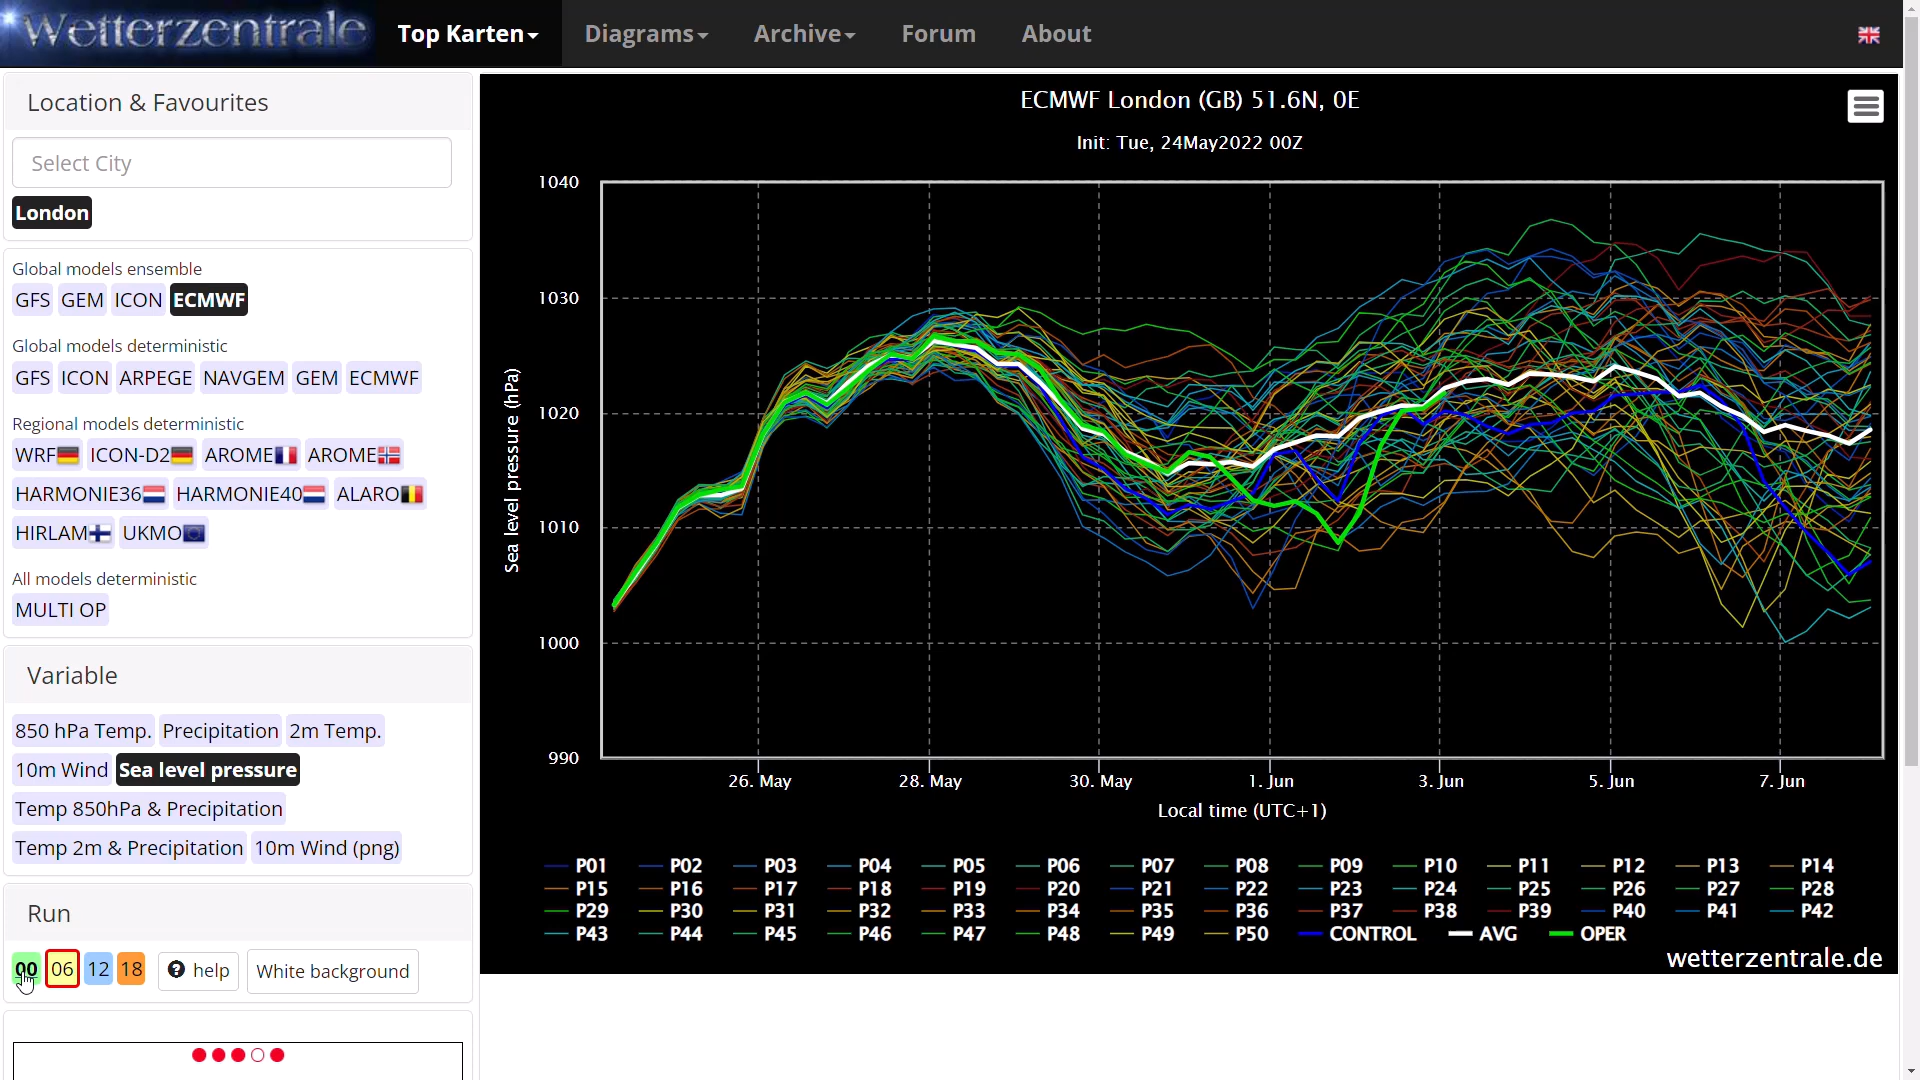 Wetterzentrale Top Karten Diagrams Archive Forum About
Location & Favourites
Select City
London
Global models ensemble
GFS GEM ICON ECMWF
Global models deterministic
GFS ICON ARPEGE NAVGEM GEM ECMWF
Regional models deterministic
WRF ICON-D2 AROME AROME
HARMONIE36 HARMONIE40 ALARO
HIRLAM UKMO
All models deterministic
MULTI OP
Variable
850 hPa Temp. Precipitation 2m Temp.
10m Wind Sea level pressure
Temp 850hPa & Precipitation
Temp 2m & Precipitation 10m Wind (png)
Run
00 06 12 18 help White background
ECMWF London (GB) 51.6N, 0E
Init: Tue, 24May2022 00Z
Sea level pressure (hPa)
1040
1030
1020
1010
1000
990
26. May 28. May 30. May 1. Jun 3. Jun 5. Jun 7. Jun
Local time (UTC+1)
P01 P02 P03 P04 P05 P06 P07 P08 P09 P10 P11 P12 P13 P14
P15 P16 P17 P18 P19 P20 P21 P22 P23 P24 P25 P26 P27 P28
P29 P30 P31 P32 P33 P34 P35 P36 P37 P38 P39 P40 P41 P42
P43 P44 P45 P46 P47 P48 P49 P50 CONTROL AVG OPER
wetterzentrale.de